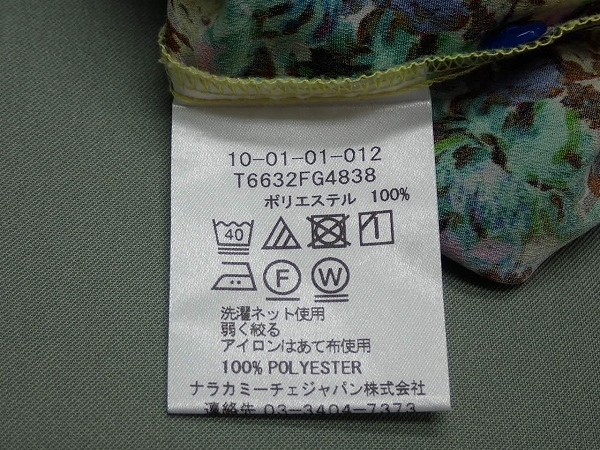 10-01-01-012
T6632FG4838
ポリエステル 100%
40
F W
洗濯ネット使用
弱く絞る
アイロンはあて布使用
100% POLYESTER
ナラカミーチェジャパン株式会社
連絡先 03-3404-7373